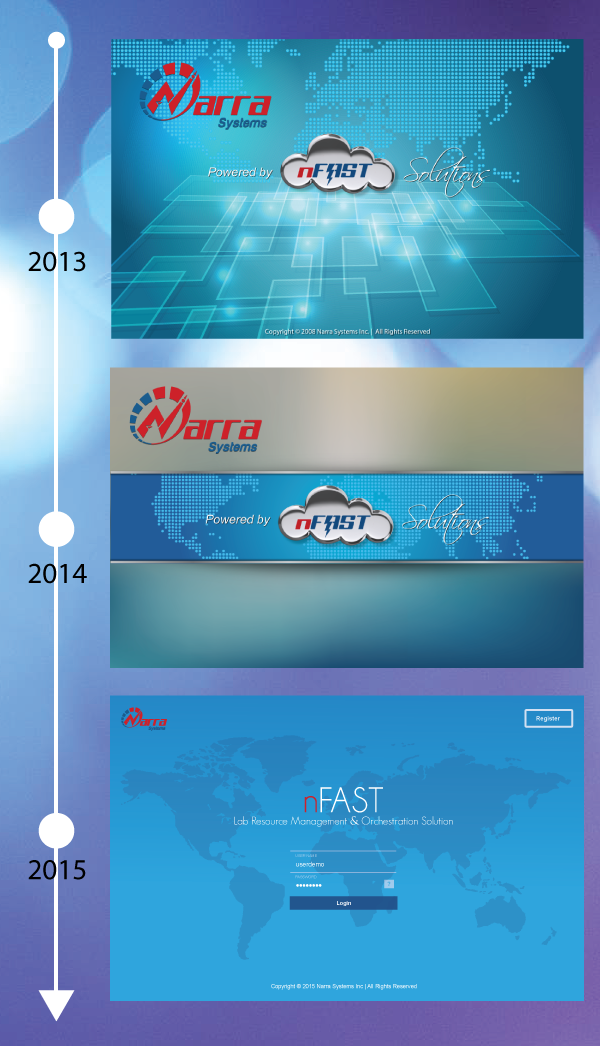 Narra
Systems
Powered by nFAST Solutions
2013
Copyright © 2008 Narra Systems Inc. | All Rights Reserved
Narra
Systems
Powered by nFAST Solutions
2014
Narra
Systems
Register
nFAST
Lab Resource Management & Orchestration Solution
USERNAME
userdemo
PASSWORD
2015
Login
Copyright © 2015 Narra Systems Inc | All Rights Reserved